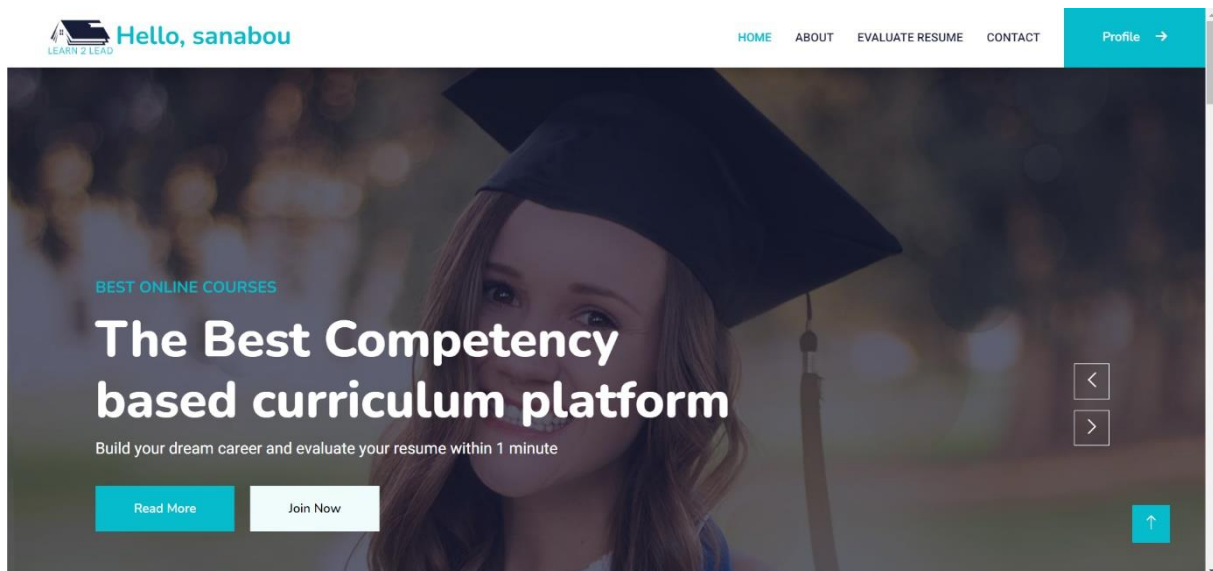 LEARN 2 LEAD
Hello, sanabou
HOME ABOUT EVALUATE RESUME CONTACT Profile →
BEST ONLINE COURSES
The Best Competency
based curriculum platform
Build your dream career and evaluate your resume within 1 minute
Read More Join Now